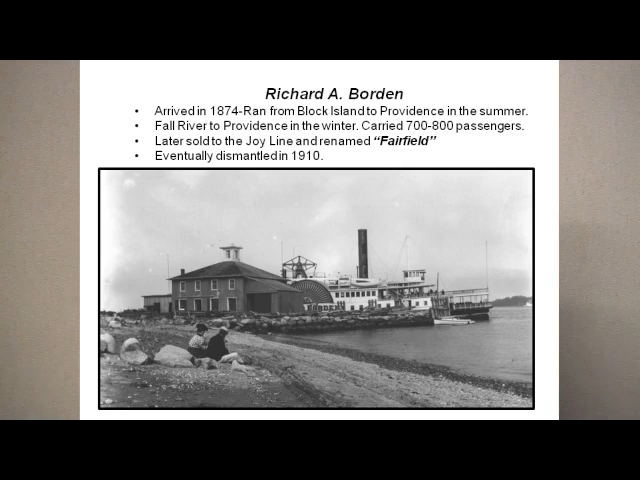 Richard A. Borden
• Arrived in 1874-Ran from Block Island to Providence in the summer.
• Fall River to Providence in the winter. Carried 700-800 passengers.
• Later sold to the Joy Line and renamed “Fairfield”
• Eventually dismantled in 1910.